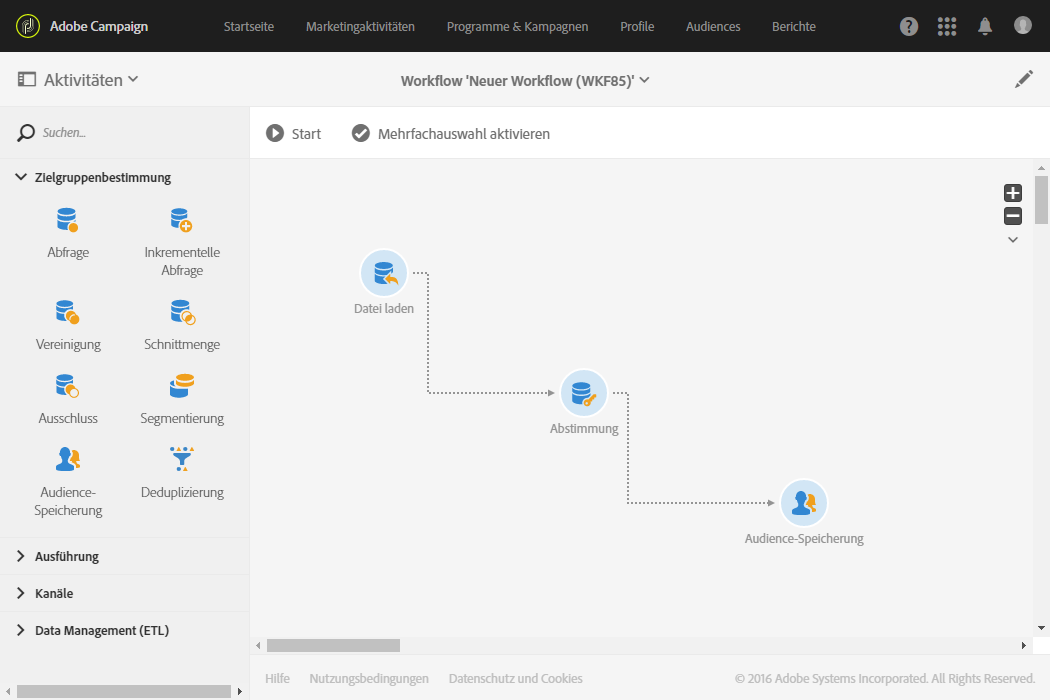 Adobe Campaign
Startseite
Marketingaktivitäten
Programme & Kampagnen
Profile
Audiences
Berichte
Aktivitäten
Workflow 'Neuer Workflow (WKF85)'
Suchen...
Start
Mehrfachauswahl aktivieren
Zielgruppenbestimmung
Abfrage
Inkrementelle
Abfrage
Vereinigung
Schnittmenge
Ausschluss
Segmentierung
Audience-
Speicherung
Deduplizierung
Ausführung
Kanäle
Data Management (ETL)
Datei laden
Abstimmung
Audience-Speicherung
Hilfe
Nutzungsbedingungen
Datenschutz und Cookies
© 2016 Adobe Systems Incorporated. All Rights Reserved.